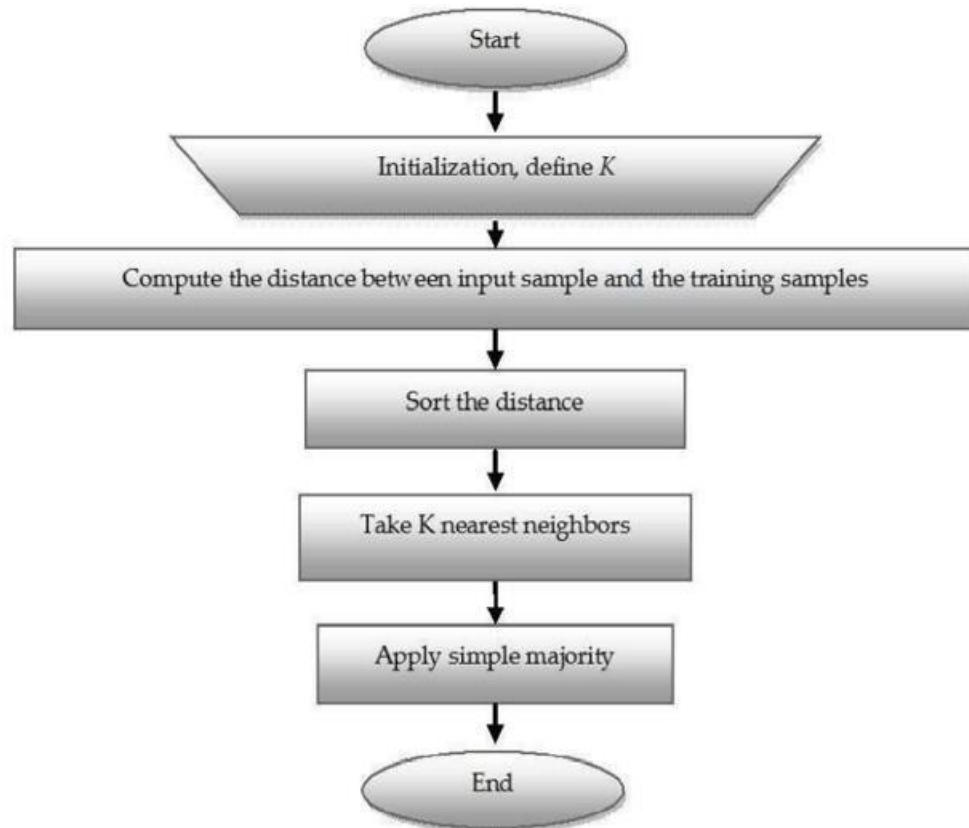 Start
Initialization, define K
Compute the distance between input sample and the training samples
Sort the distance
Take K nearest neighbors
Apply simple majority
End